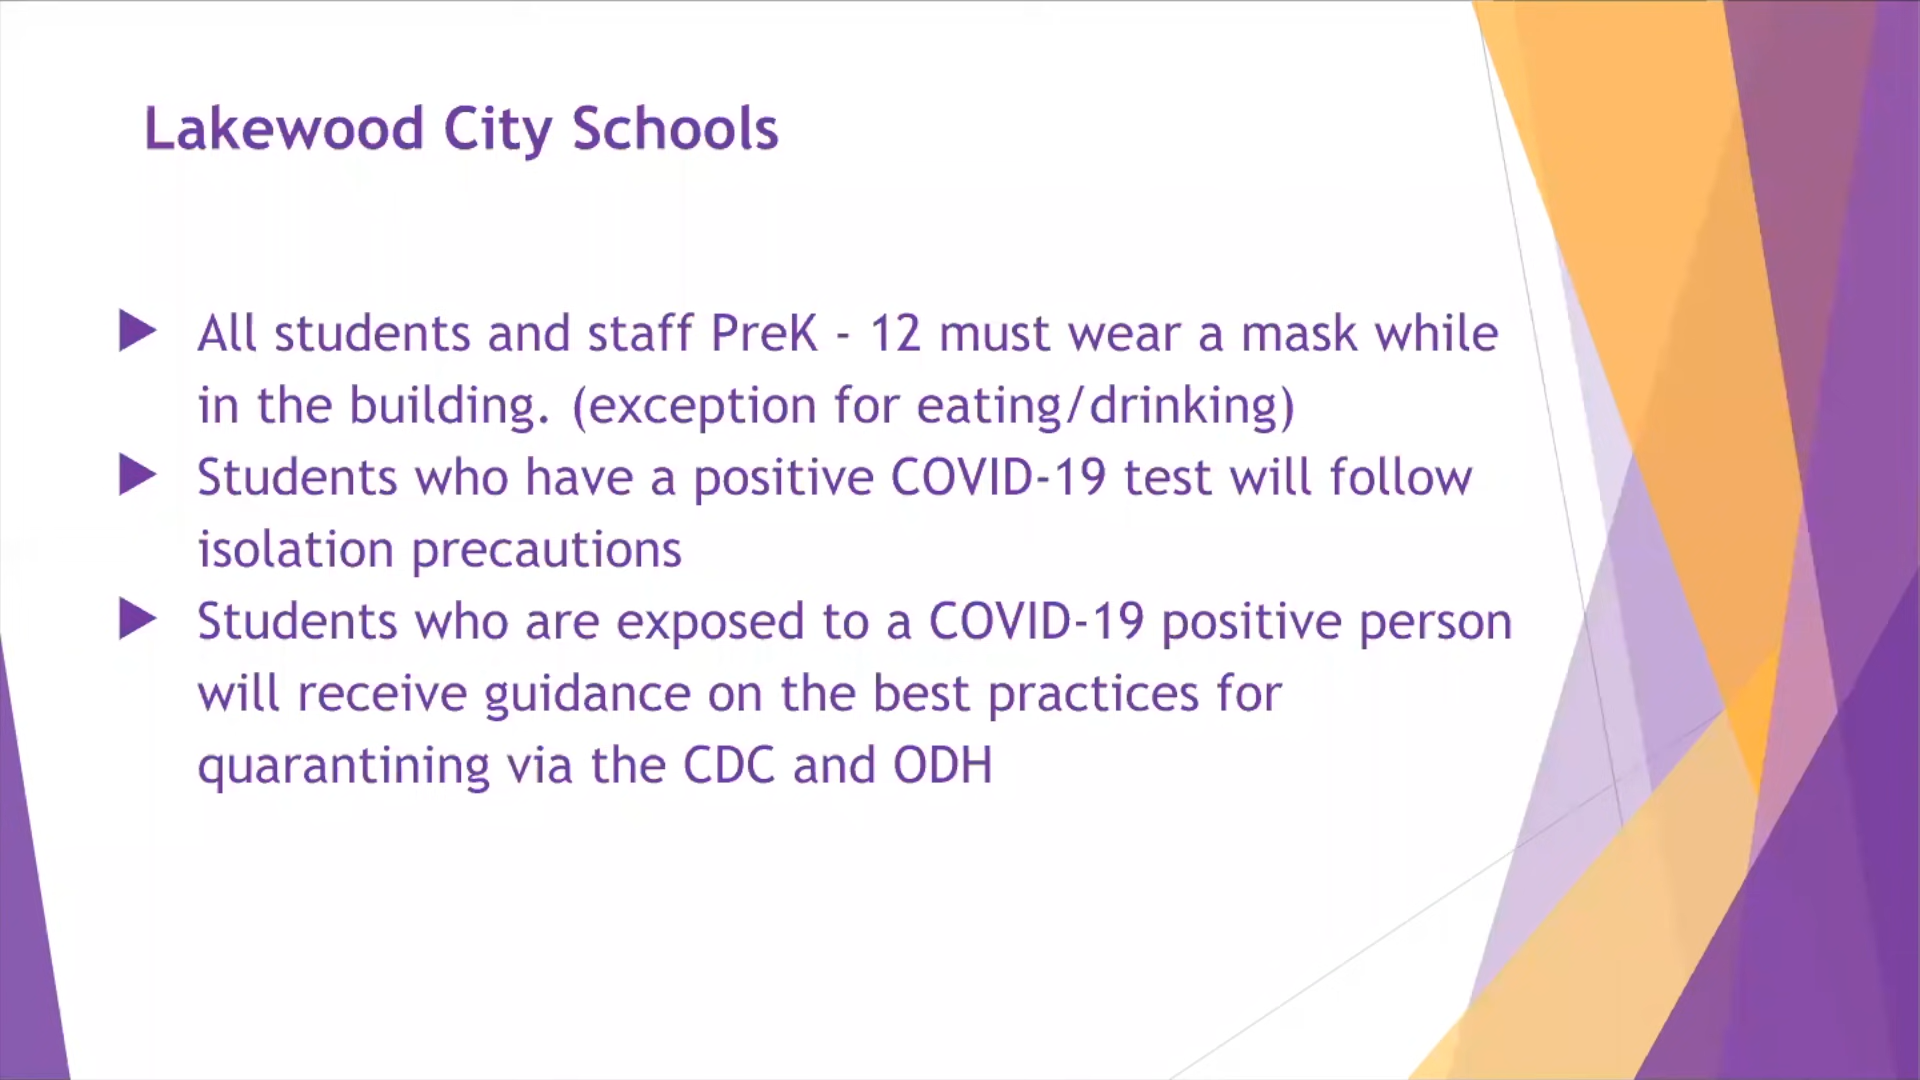 Lakewood City Schools
All students and staff PreK - 12 must wear a mask while
in the building. (exception for eating/drinking)
Students who have a positive COVID-19 test will follow
isolation precautions
Students who are exposed to a COVID-19 positive person
will receive guidance on the best practices for
quarantining via the CDC and ODH